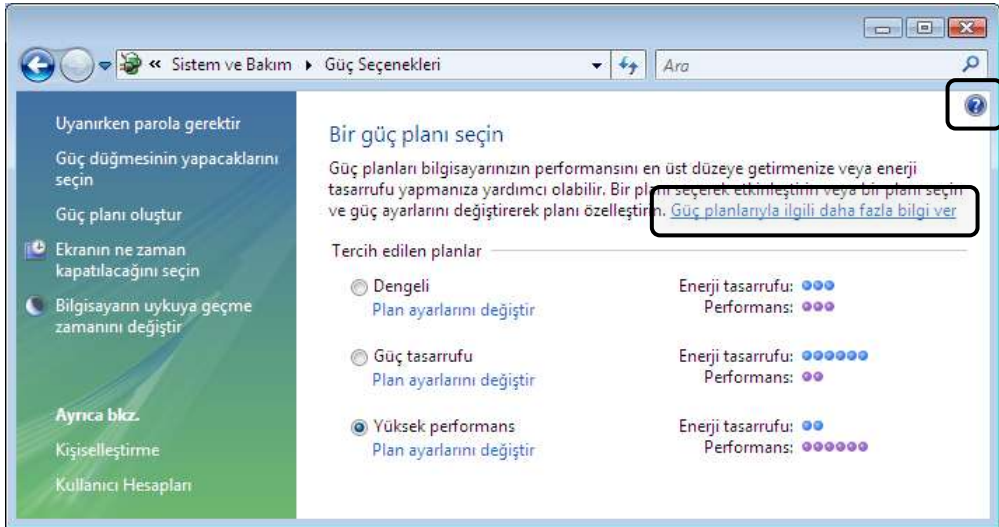 « Sistem ve Bakım ▸ Güç Seçenekleri
Ara
Uyanırken parola gerektir
Güç düğmesinin yapacaklarını
seçin
Güç planı oluştur
Ekranın ne zaman
kapatılacağını seçin
Bilgisayarın uykuya geçme
zamanını değiştir
Ayrıca bkz.
Kişiselleştirme
Kullanıcı Hesapları
Bir güç planı seçin
Güç planları bilgisayarınızın performansını en üst düzeye getirmenize veya enerji
tasarrufu yapmanıza yardımcı olabilir. Bir planı seçerek etkinleştirin veya bir planı seçin
ve güç ayarlarını değiştirerek planı özelleştirin. Güç planlarıyla ilgili daha fazla bilgi ver
Tercih edilen planlar
Dengeli Enerji tasarrufu:
Plan ayarlarını değiştir Performans:
Güç tasarrufu Enerji tasarrufu:
Plan ayarlarını değiştir Performans:
Yüksek performans Enerji tasarrufu:
Plan ayarlarını değiştir Performans: